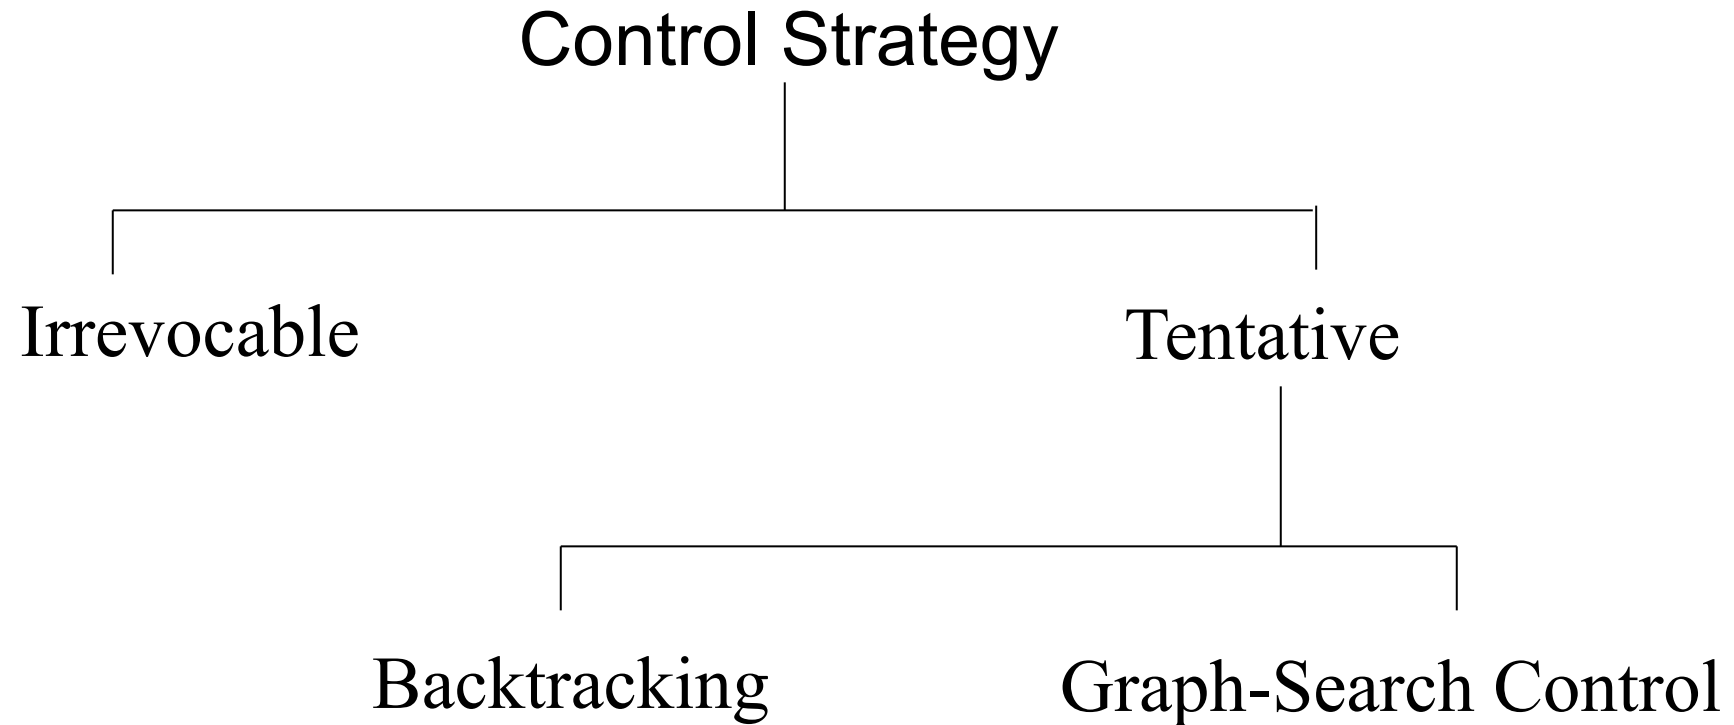 Control Strategy
Irrevocable
Tentative
Backtracking
Graph-Search Control